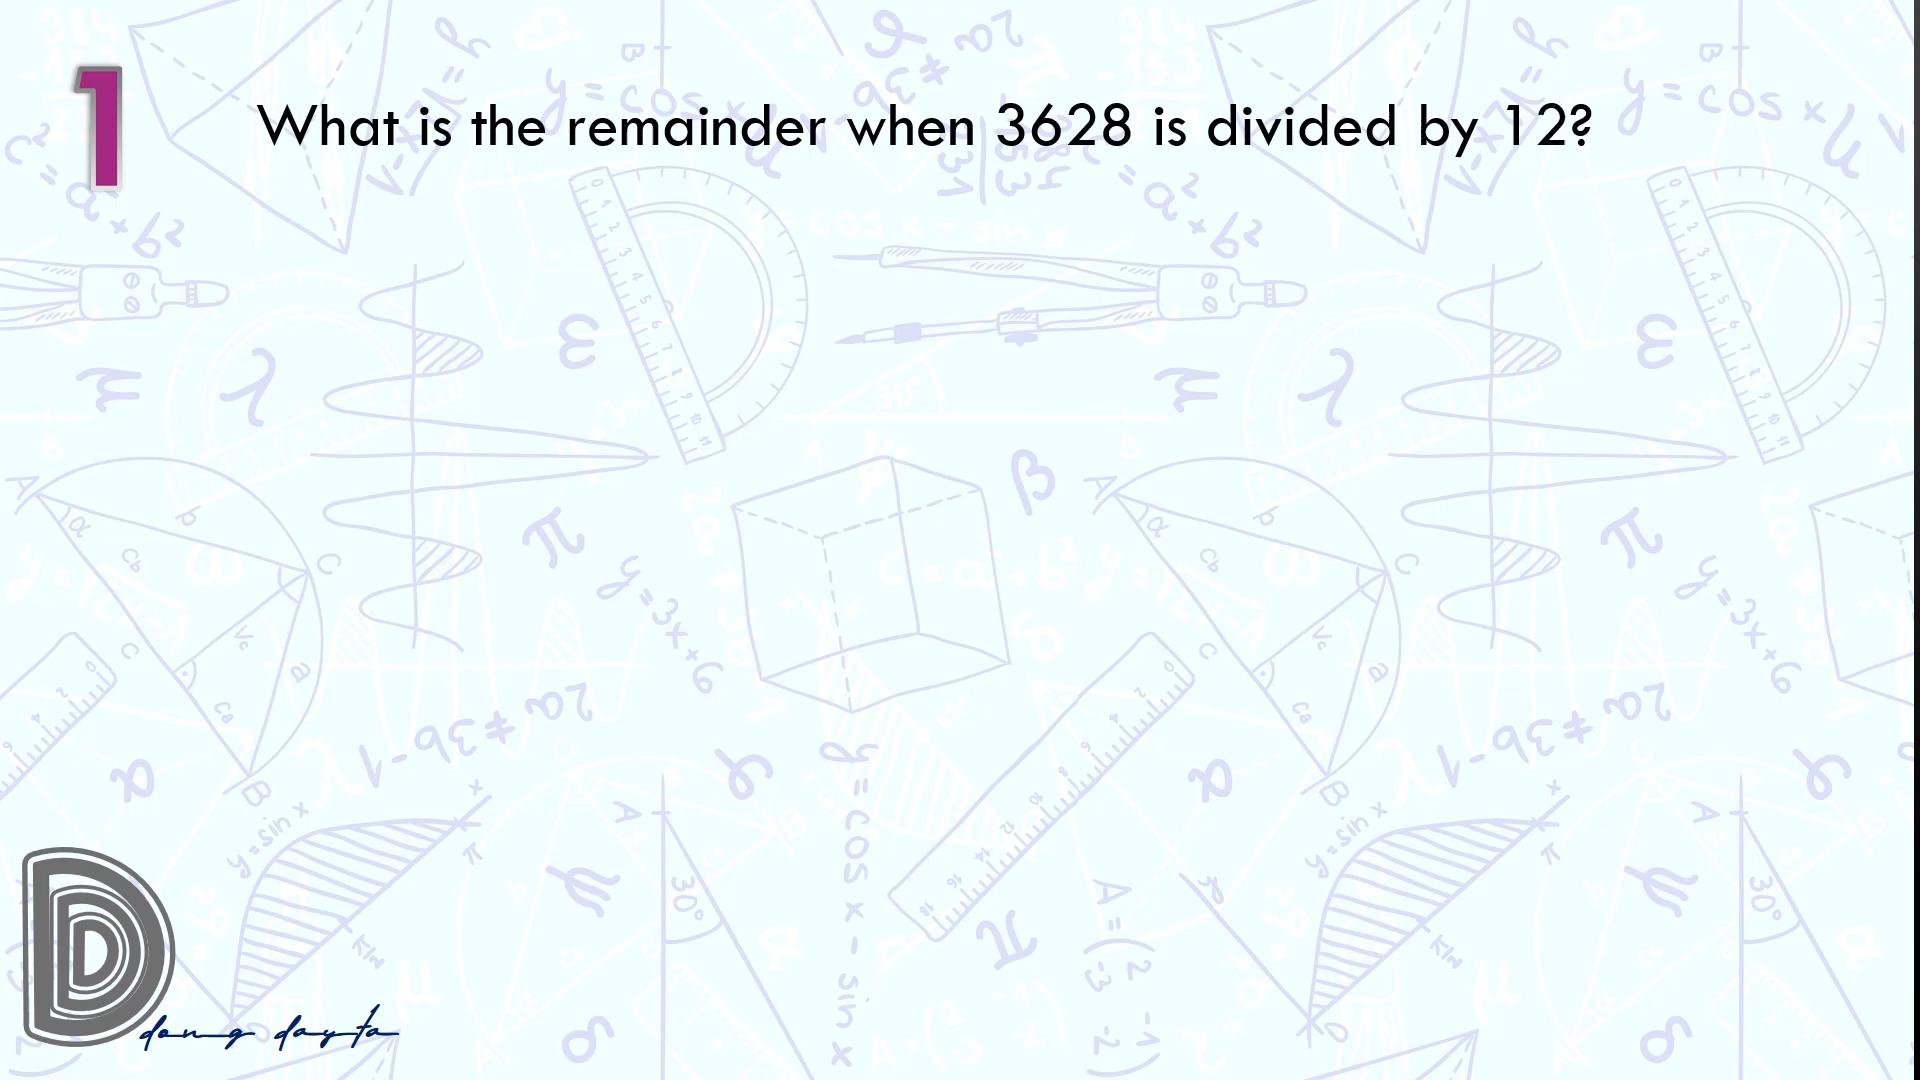 1
What is the remainder when 3628 is divided by 12?
D
dong dayta